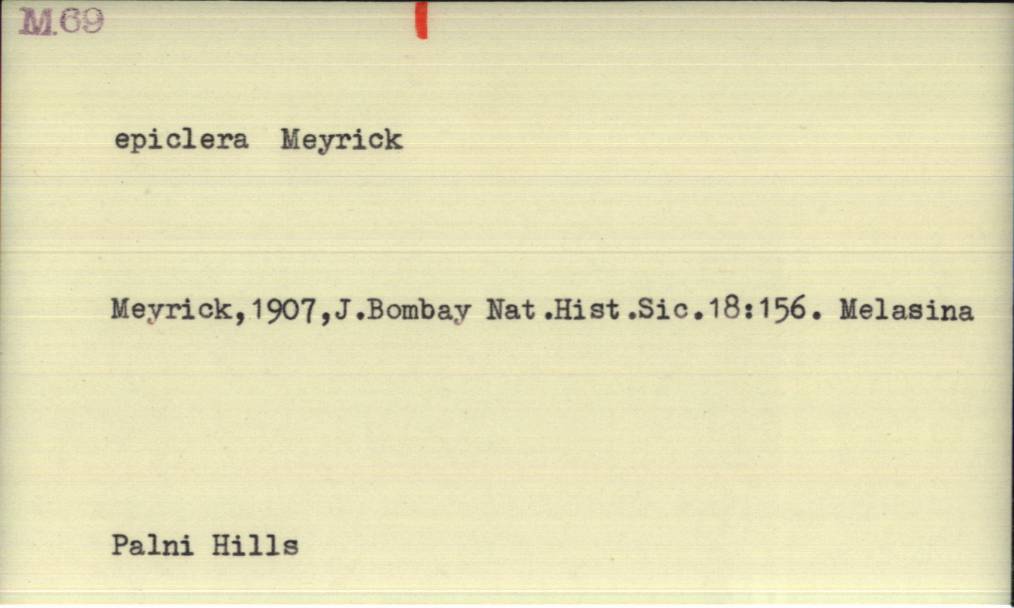 M.69
epiclera Meyrick
Meyrick,1907,J.Bombay Nat.Hist.Sic.18:156. Melasina
Palni Hills